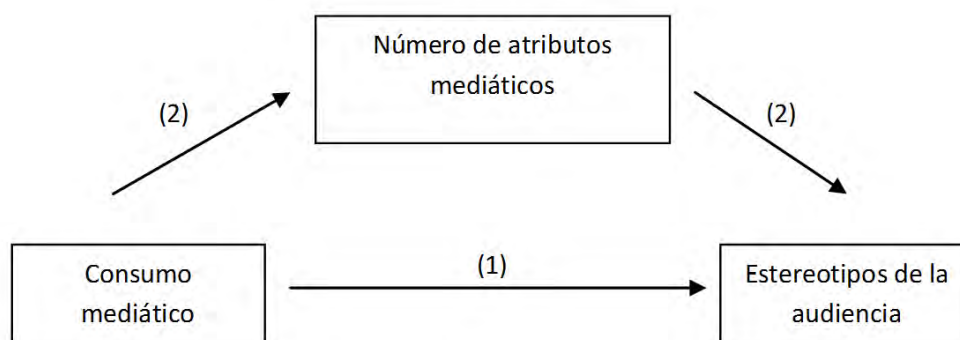 Número de atributos
mediáticos
(2)
(2)
(1)
Consumo
mediático
Estereotipos de la
audiencia